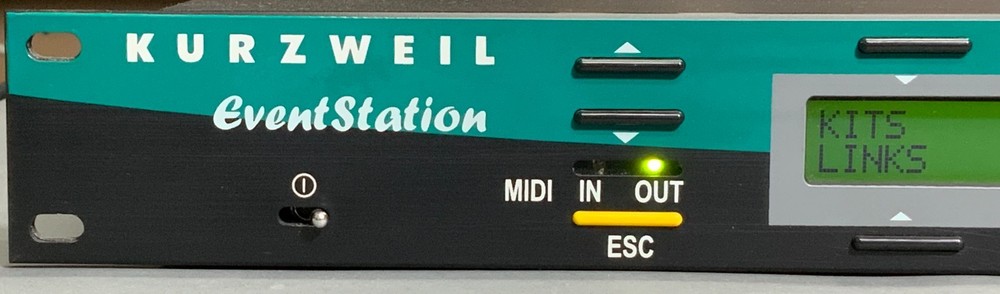 KURZWEIL
EventStation
KITS
LINKS
MIDI IN OUT
ESC